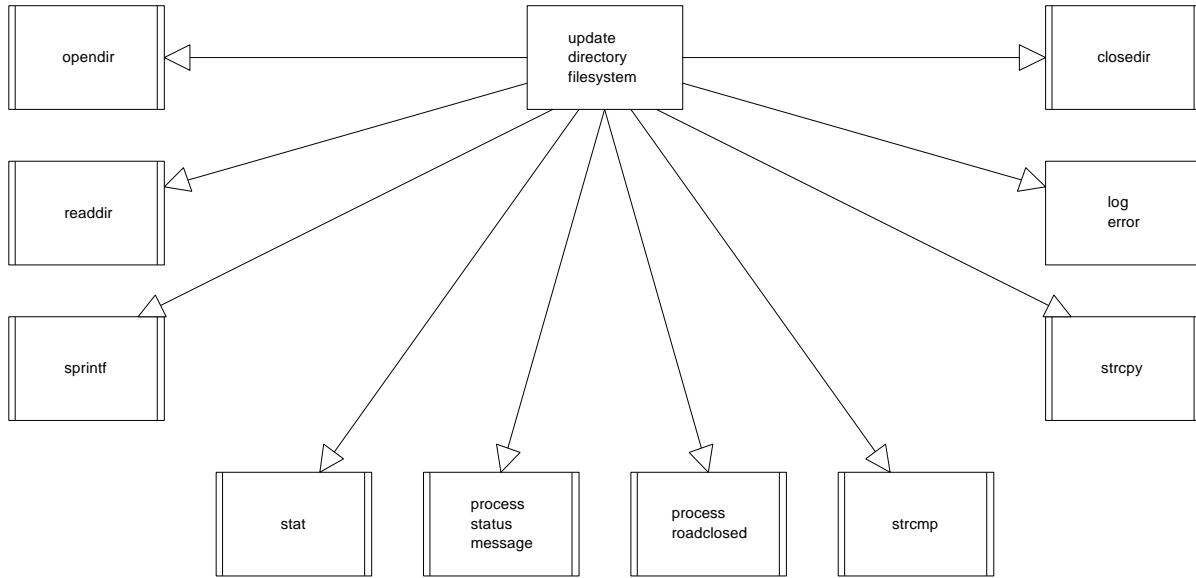 opendir
update
directory
filesystem
closedir
readdir
log
error
sprintf
strcpy
stat
process
status
message
process
roadclosed
strcmp